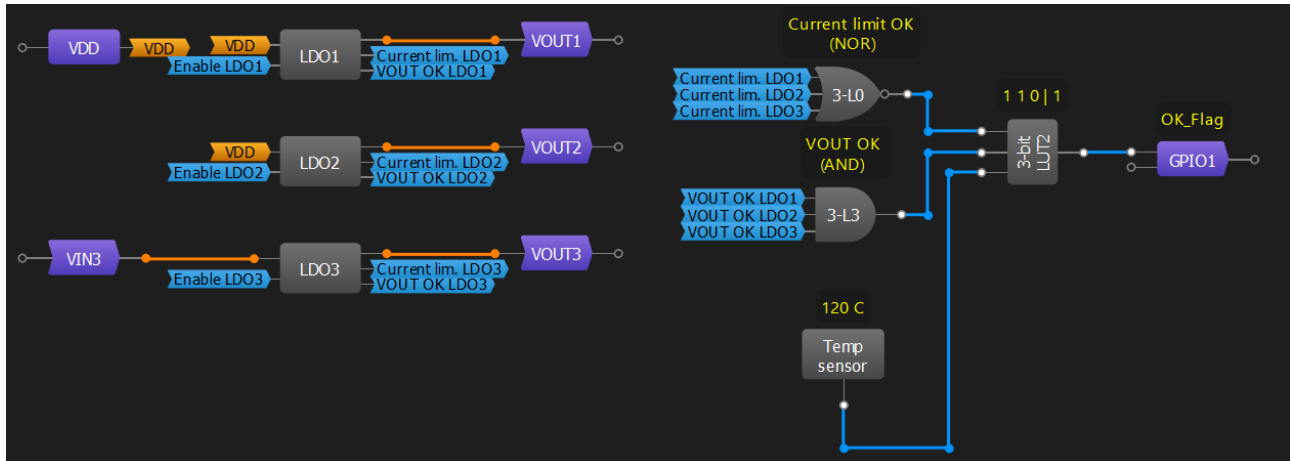 VDD
VDD
VDD
Enable LDO1
LDO1
Current lim. LDO1
VOUT OK LDO1
VOUT1
VDD
Enable LDO2
LDO2
Current lim. LDO2
VOUT OK LDO2
VOUT2
VIN3
Enable LDO3
LDO3
Current lim. LDO3
VOUT OK LDO3
VOUT3
Current limit OK
(NOR)
Current lim. LDO1
Current lim. LDO2
Current lim. LDO3
3-L0
VOUT OK
(AND)
VOUT OK LDO1
VOUT OK LDO2
VOUT OK LDO3
3-L3
120 C
Temp
sensor
1 1 0 | 1
3-bit
LUT2
OK_Flag
GPIO1